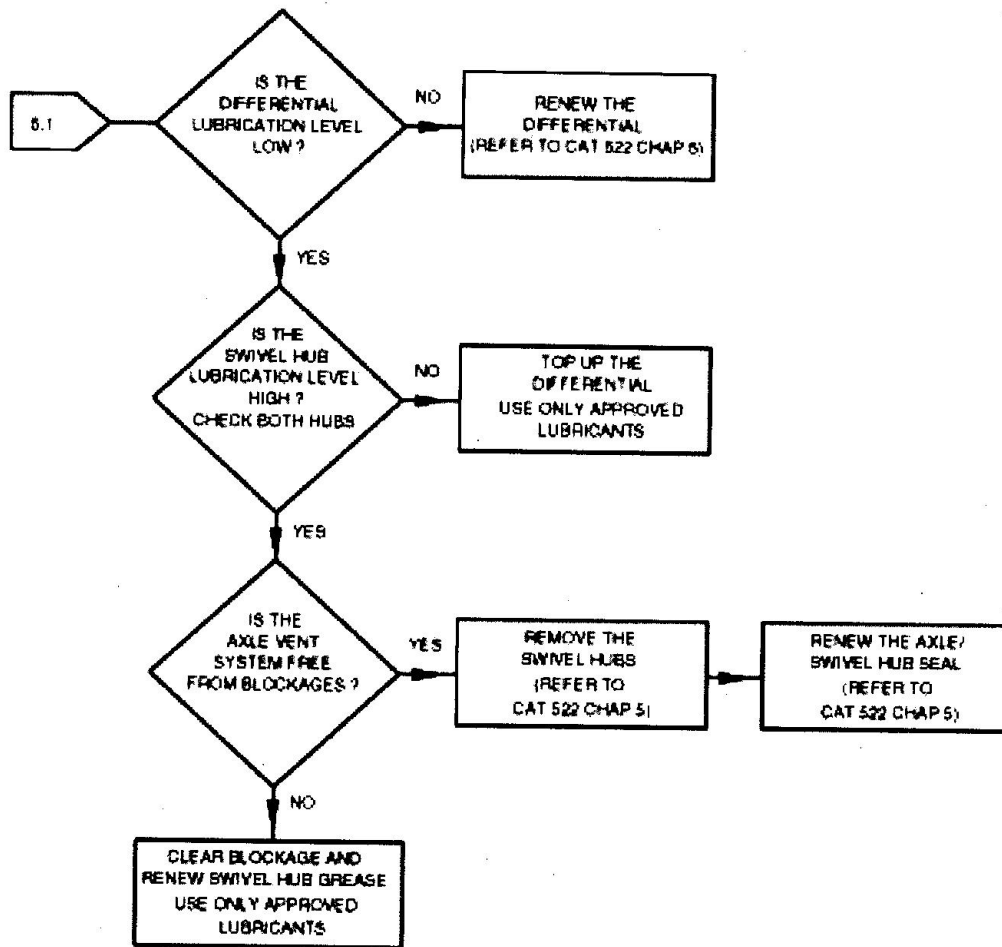 6.1
IS THE
DIFFERENTIAL
LUBRICATION LEVEL
LOW ?
NO
RENEW THE
DIFFERENTIAL
(REFER TO CAT 522 CHAP 6)
YES
IS THE
SWIVEL HUB
LUBRICATION LEVEL
HIGH ?
CHECK BOTH HUBS
NO
TOP UP THE
DIFFERENTIAL
USE ONLY APPROVED
LUBRICANTS
YES
IS THE
AXLE VENT
SYSTEM FREE
FROM BLOCKAGES ?
YES
REMOVE THE
SWIVEL HUBS
(REFER TO
CAT 522 CHAP 5)
RENEW THE AXLE/
SWIVEL HUB SEAL
(REFER TO
CAT 522 CHAP 5)
NO
CLEAR BLOCKAGE AND
RENEW SWIVEL HUB GREASE
USE ONLY APPROVED
LUBRICANTS